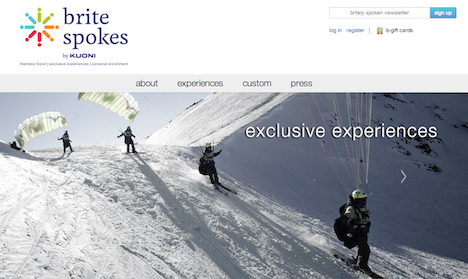 brite
spokes
by KUONI
thematic travel | exclusive experiences | personal enrichment
britely spoken newsletter
sign up
log in register | b-gift cards
about experiences custom press
exclusive experiences